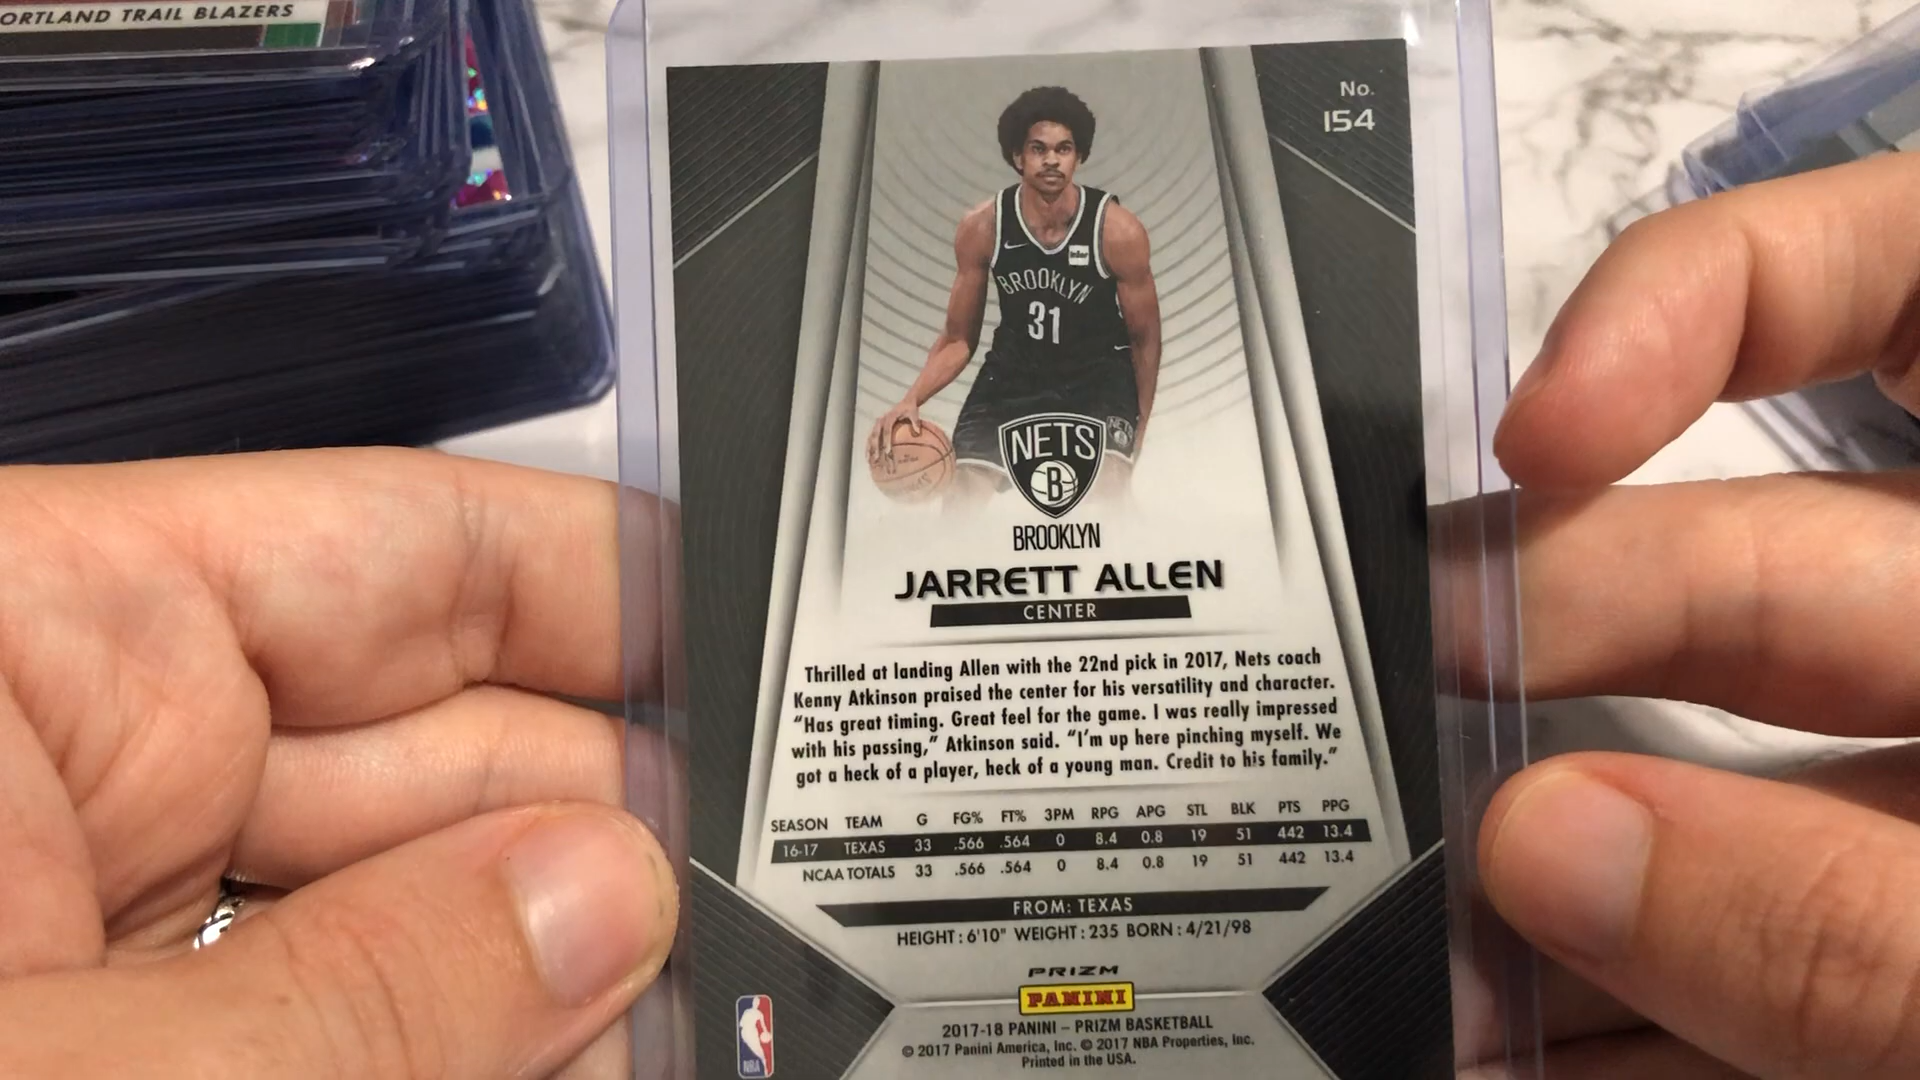 ORTLAND TRAIL BLAZERS
No.
154
BROOKLYN
31
NETS
B
BROOKLYN
JARRETT ALLEN
CENTER
Thrilled at landing Allen with the 22nd pick in 2017, Nets coach
Kenny Atkinson praised the center for his versatility and character.
“Has great timing. Great feel for the game. I was really impressed
with his passing,” Atkinson said. “I’m up here pinching myself. We
got a heck of a player, heck of a young man. Credit to his family.”
SEASON TEAM G FG% FT% 3PM RPG APG STL BLK PTS PPG
16-17 TEXAS 33 .566 .564 0 8.4 0.8 19 51 442 13.4
NCAA TOTALS 33 .566 .564 0 8.4 0.8 19 51 442 13.4
FROM: TEXAS
HEIGHT: 6'10" WEIGHT: 235 BORN: 4/21/98
PRIZM
PANINI
2017-18 PANINI – PRIZM BASKETBALL
© 2017 Panini America, Inc. © 2017 NBA Properties, Inc.
Printed in the USA.
NBA